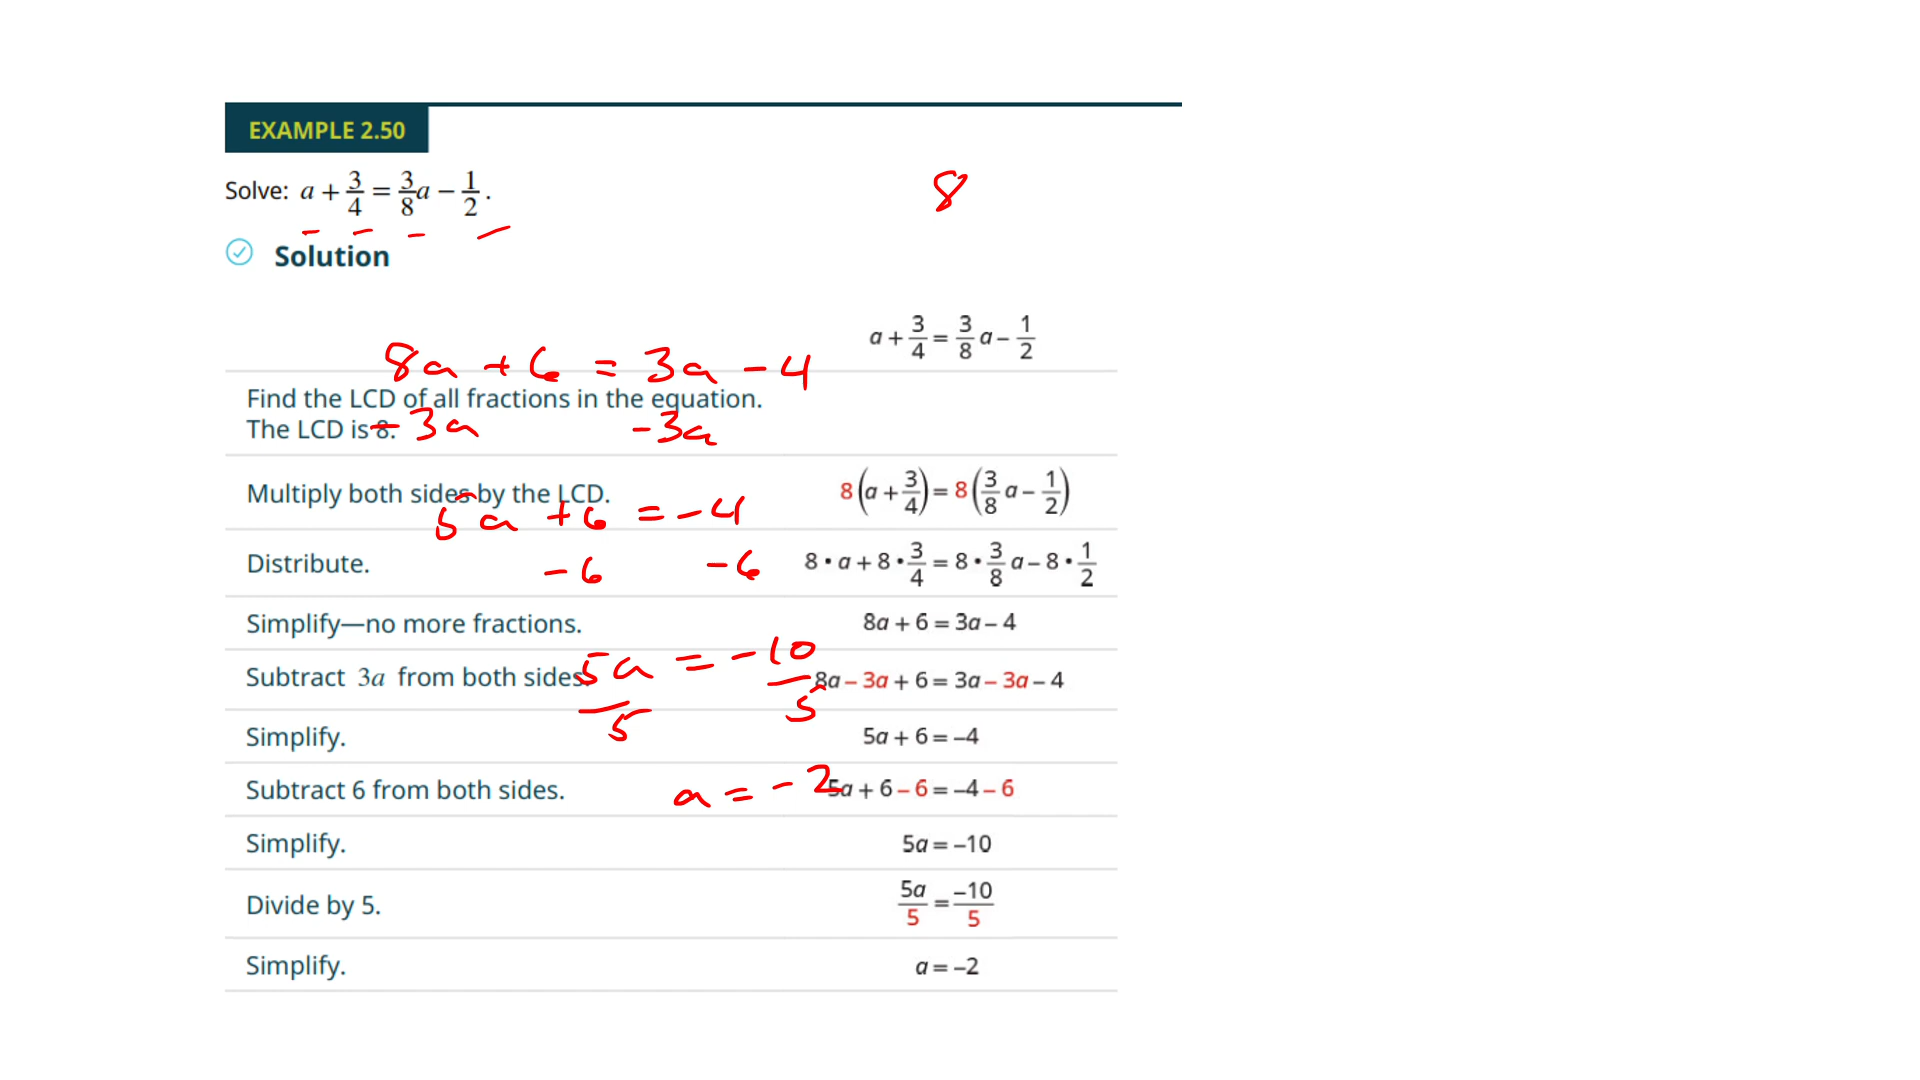 EXAMPLE 2.50
Solve: a + 3/4 = 3/8 a − 1/2.
8
Solution
a + 3/4 = 3/8 a − 1/2
8a + 6 = 3a − 4
Find the LCD of all fractions in the equation.
The LCD is 8.
− 3a − 3a
Multiply both sides by the LCD.
8(a + 3/4) = 8(3/8 a − 1/2)
5a + 6 = − 4
Distribute.
8 • a + 8 • 3/4 = 8 • 3/8 a − 8 • 1/2
− 6 − 6
Simplify—no more fractions.
8a + 6 = 3a – 4
5a = − 10
5 5
Subtract 3a from both sides.
8a – 3a + 6 = 3a – 3a – 4
Simplify.
5a + 6 = –4
a = − 2
Subtract 6 from both sides.
5a + 6 – 6 = –4 – 6
Simplify.
5a = –10
Divide by 5.
5a/5 = –10/5
Simplify.
a = –2